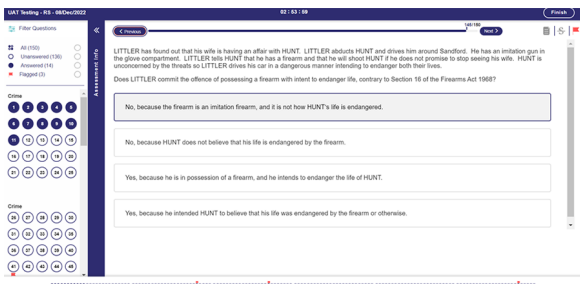 UAT Testing - RS - 08/Dec/2022
02 : 53 : 59
Finish
Filter Questions
All (150)
Unanswered (136)
Answered (14)
Flagged (3)
Crime
1 2 3 4 5
6 7 8 9 10
11 12 13 14 15
16 17 18 19 20
21 22 23 24 25
Crime
26 27 28 29 30
31 32 33 34 35
36 37 38 39 40
41 42 43 44 45
Assessment info
Previous
149/150
Next
LITTLER has found out that his wife is having an affair with HUNT. LITTLER abducts HUNT and drives him around Sandford. He has an imitation gun in
the glove compartment. LITTLER tells HUNT that he has a firearm and that he will shoot HUNT if he does not promise to stop seeing his wife. HUNT is
unconcerned by the threats so LITTLER drives his car in a dangerous manner intending to endanger both their lives.
Does LITTLER commit the offence of possessing a firearm with intent to endanger life, contrary to Section 16 of the Firearms Act 1968?
No, because the firearm is an imitation firearm, and it is not how HUNT's life is endangered.
No, because HUNT does not believe that his life is endangered by the firearm.
Yes, because he is in possession of a firearm, and he intends to endanger the life of HUNT.
Yes, because he intended HUNT to believe that his life was endangered by the firearm or otherwise.